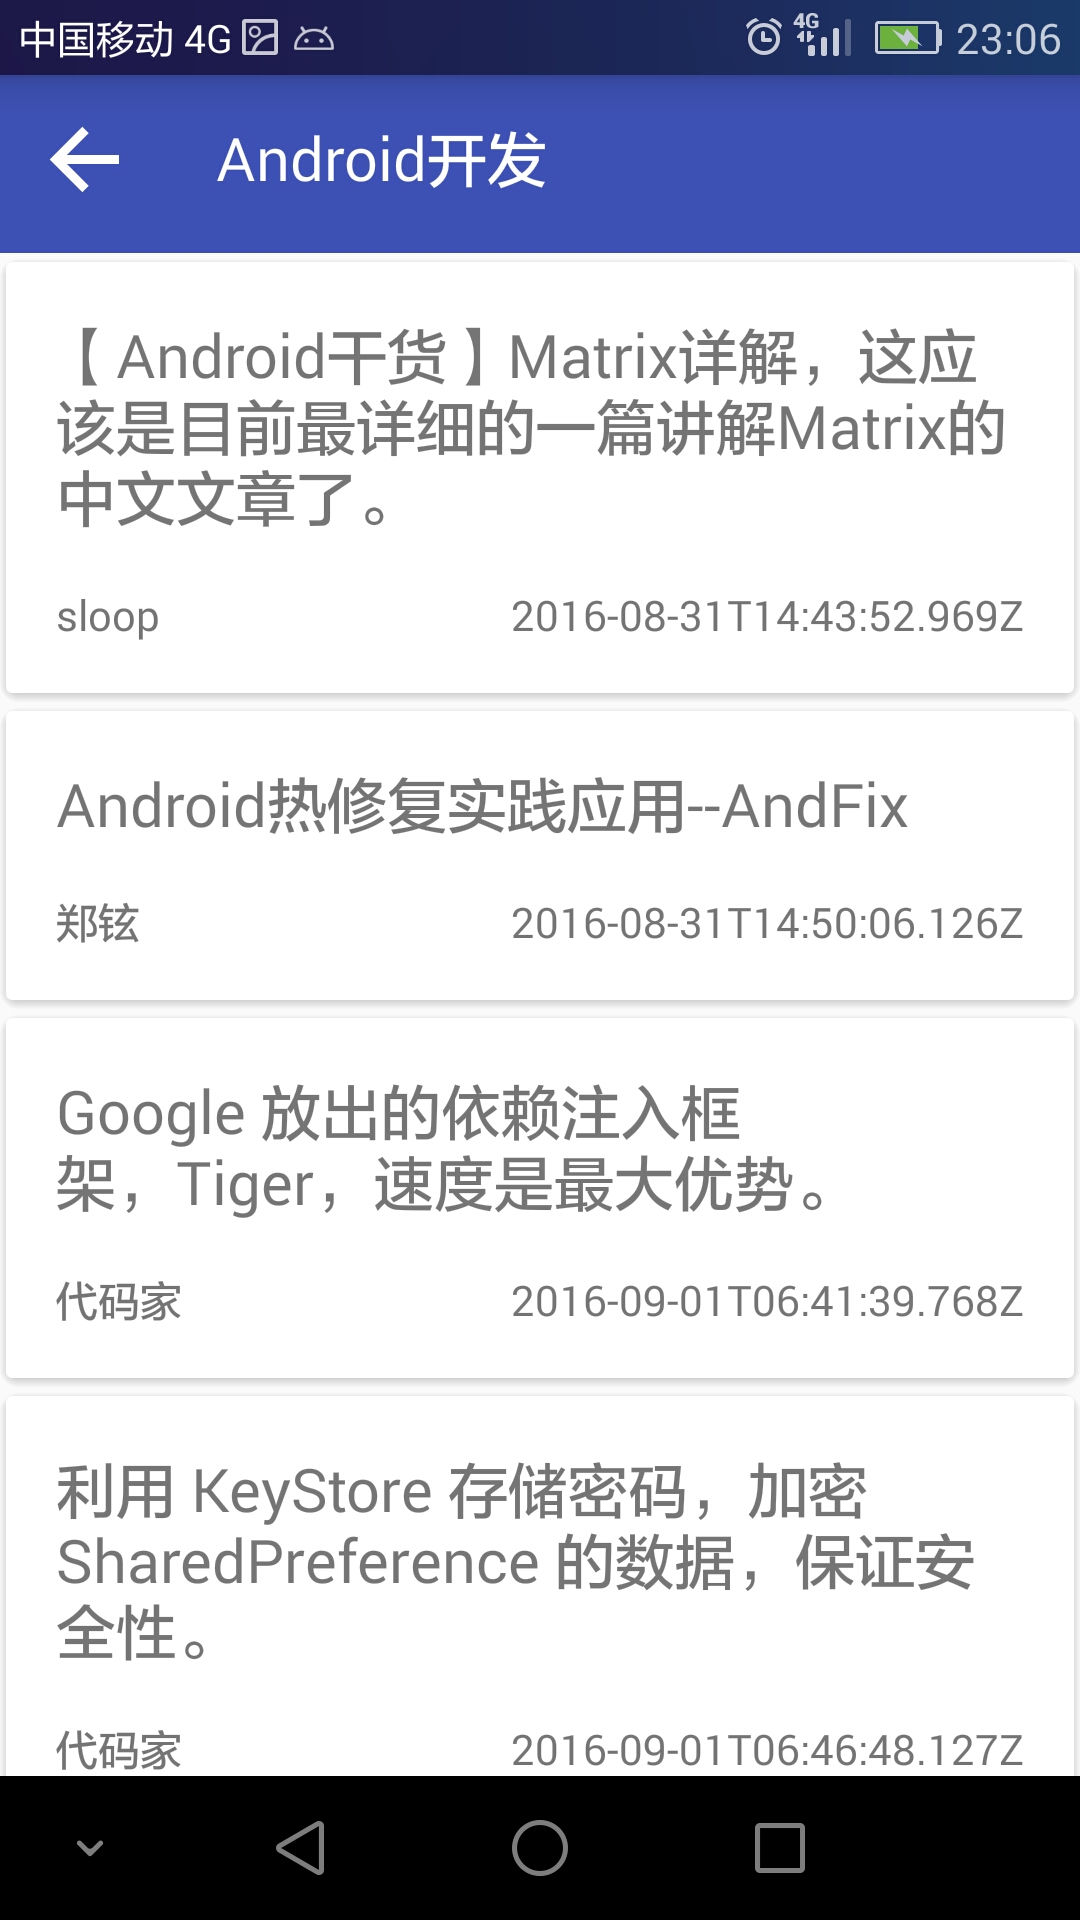 中国移动 4G
4G
23:06
Android开发
【Android干货】Matrix详解，这应
该是目前最详细的一篇讲解Matrix的
中文文章了。
sloop
2016-08-31T14:43:52.969Z
Android热修复实践应用--AndFix
郑铉
2016-08-31T14:50:06.126Z
Google 放出的依赖注入框
架，Tiger，速度是最大优势。
代码家
2016-09-01T06:41:39.768Z
利用 KeyStore 存储密码，加密
SharedPreference 的数据，保证安
全性。
代码家
2016-09-01T06:46:48.127Z